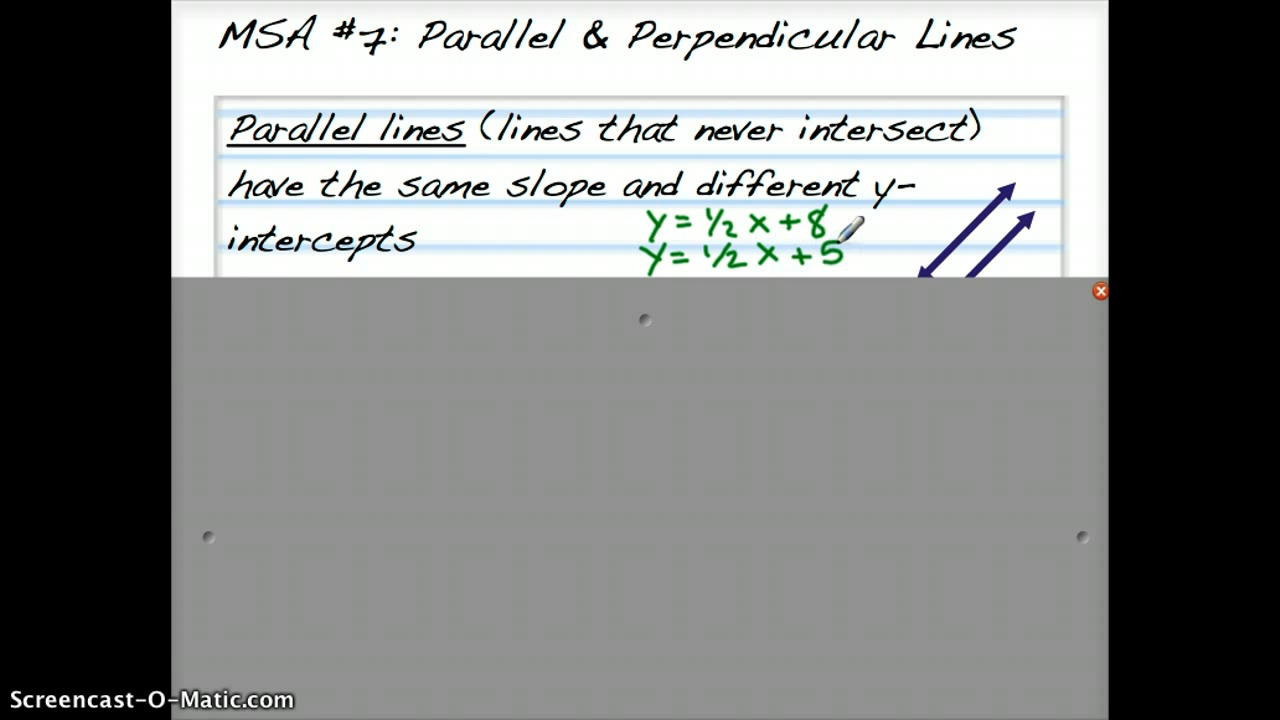 MSA #7: Parallel & Perpendicular Lines
Parallel lines (lines that never intersect)
have the same slope and different y-
intercepts
y = 1/2 x + 8
y = 1/2 x + 5
Screencast-O-Matic.com